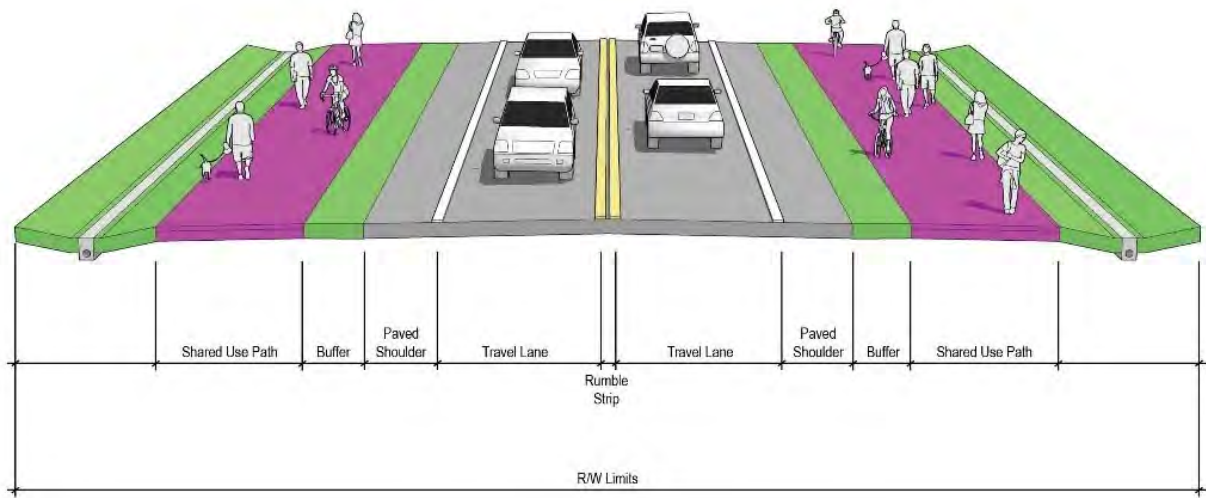 Shared Use Path
Buffer
Paved
Shoulder
Travel Lane
Travel Lane
Paved
Shoulder
Buffer
Shared Use Path
Rumble
Strip
R/W Limits